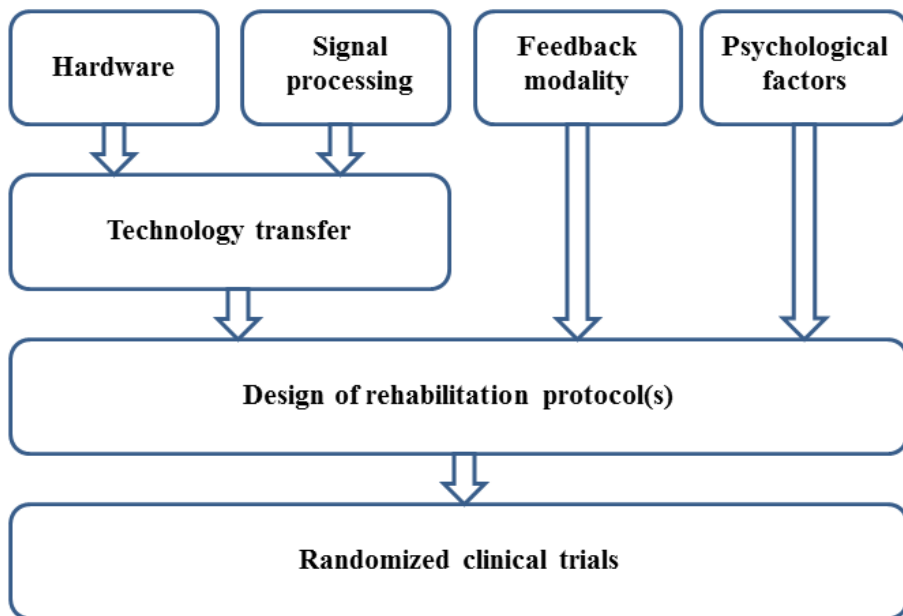 Hardware
Signal
processing
Feedback
modality
Psychological
factors
Technology transfer
Design of rehabilitation protocol(s)
Randomized clinical trials